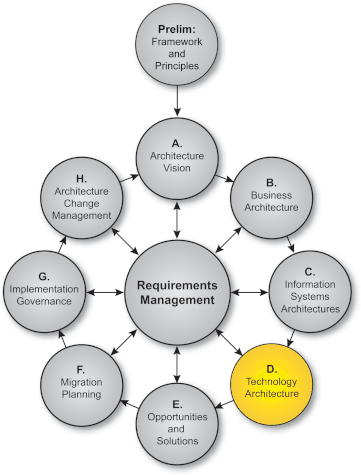 Prelim:
Framework
and
Principles
A.
Architecture
Vision
H.
Architecture
Change
Management
B.
Business
Architecture
G.
Implementation
Governance
Requirements
Management
C.
Information
Systems
Architectures
F.
Migration
Planning
D.
Technology
Architecture
E.
Opportunities
and
Solutions